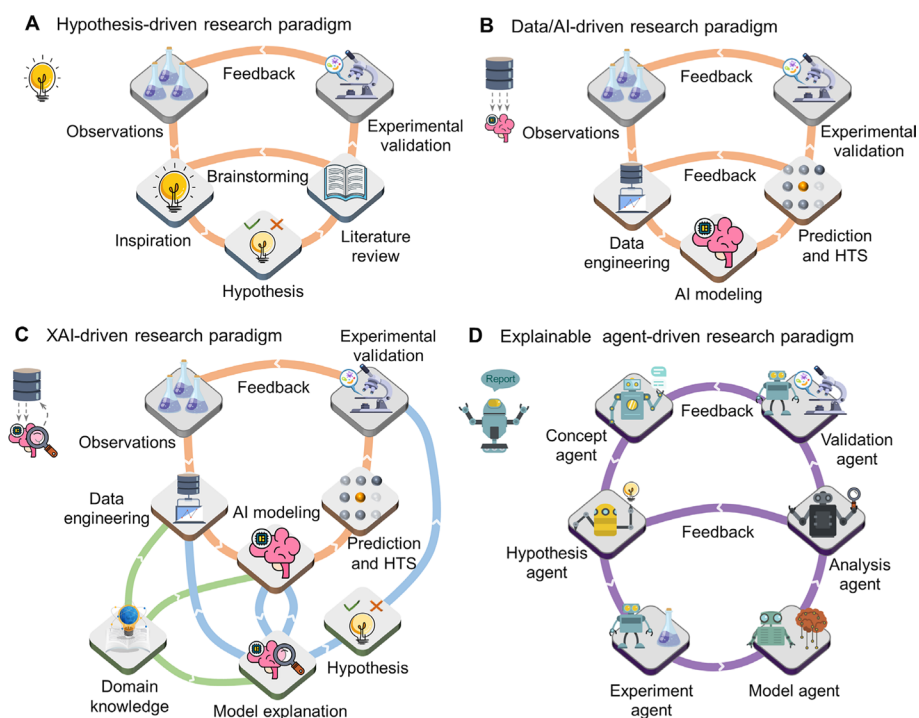 A Hypothesis-driven research paradigm
Feedback
Observations
Experimental
validation
Brainstorming
Inspiration
Literature
review
Hypothesis
B Data/AI-driven research paradigm
Feedback
Observations
Experimental
validation
Feedback
Data
engineering
Prediction
and HTS
AI modeling
C XAI-driven research paradigm
Experimental
validation
Feedback
Observations
Data
engineering
AI modeling
Prediction
and HTS
Hypothesis
Domain
knowledge
Model explanation
D Explainable agent-driven research paradigm
Report
Feedback
Concept
agent
Validation
agent
Feedback
Hypothesis
agent
Analysis
agent
Experiment
agent
Model agent